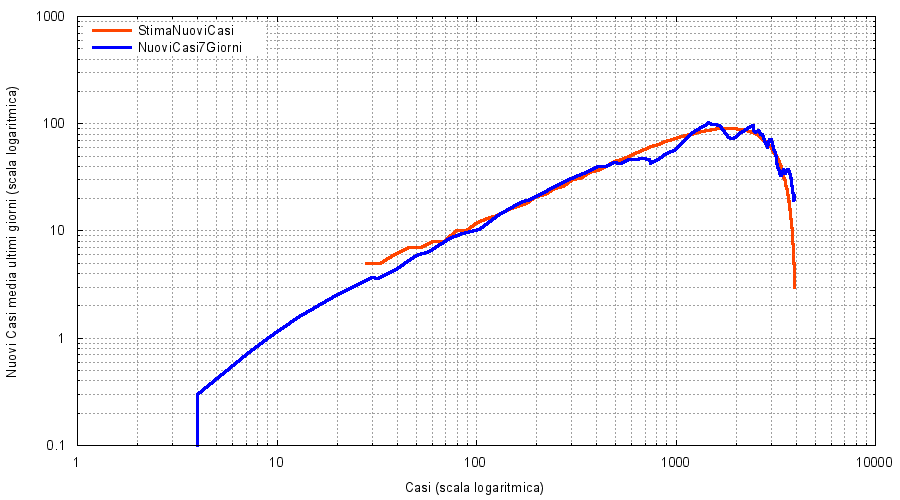 1000
StimaNuoviCasi
NuoviCasi7Giorni
100
10
1
0.1
Nuovi Casi media ultimi giorni (scala logaritmica)
1 10 100 1000 10000
Casi (scala logaritmica)